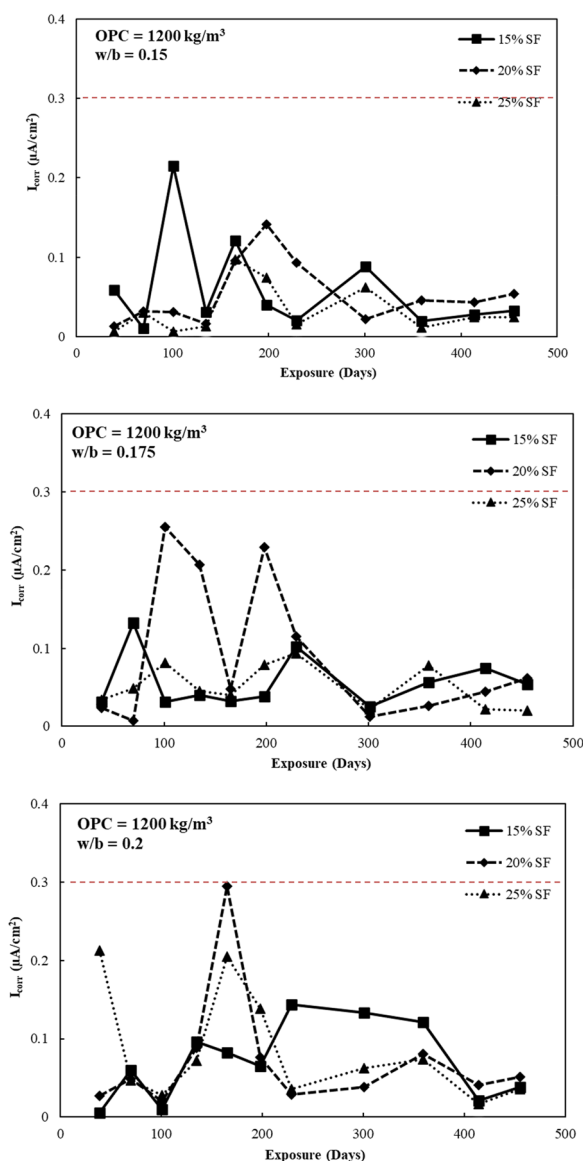 OPC = 1200 kg/m³
w/b = 0.15
15% SF
20% SF
25% SF
0.4
0.3
0.2
0.1
0
I_corr (µA/cm²)
0 100 200 300 400 500
Exposure (Days)
OPC = 1200 kg/m³
w/b = 0.175
15% SF
20% SF
25% SF
0.4
0.3
0.2
0.1
0
I_corr (µA/cm²)
0 100 200 300 400 500
Exposure (Days)
OPC = 1200 kg/m³
w/b = 0.2
15% SF
20% SF
25% SF
0.4
0.3
0.2
0.1
0
I_corr (µA/cm²)
0 100 200 300 400 500
Exposure (Days)